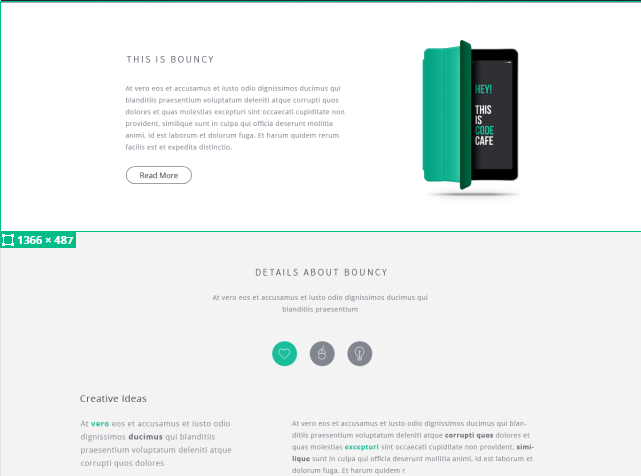 THIS IS BOUNCY
At vero eos et accusamus et iusto odio dignissimos ducimus qui
blanditiis praesentium voluptatum deleniti atque corrupti quos
dolores et quas molestias excepturi sint occaecati cupiditate non
provident, similique sunt in culpa qui officia deserunt mollitia
animi, id est laborum et dolorum fuga. Et harum quidem rerum
facilis est et expedita distinctio.
Read More
HEY!
THIS
IS
CODE
CAFE
1366 × 487
DETAILS ABOUT BOUNCY
At vero eos et accusamus et iusto odio dignissimos ducimus qui
blanditiis praesentium
Creative Ideas
At vero eos et accusamus et iusto odio
dignissimos ducimus qui blanditiis
praesentium voluptatum deleniti atque
corrupti quos dolores
At vero eos et accusamus et iusto odio dignissimos ducimus qui blan-
ditiis praesentium voluptatum deleniti atque corrupti quos dolores et
quas molestias excepturi sint occaecati cupiditate non provident, simi-
lique sunt in culpa qui officia deserunt mollitia animi, id est laborum et
dolorum fuga. Et harum quidem r